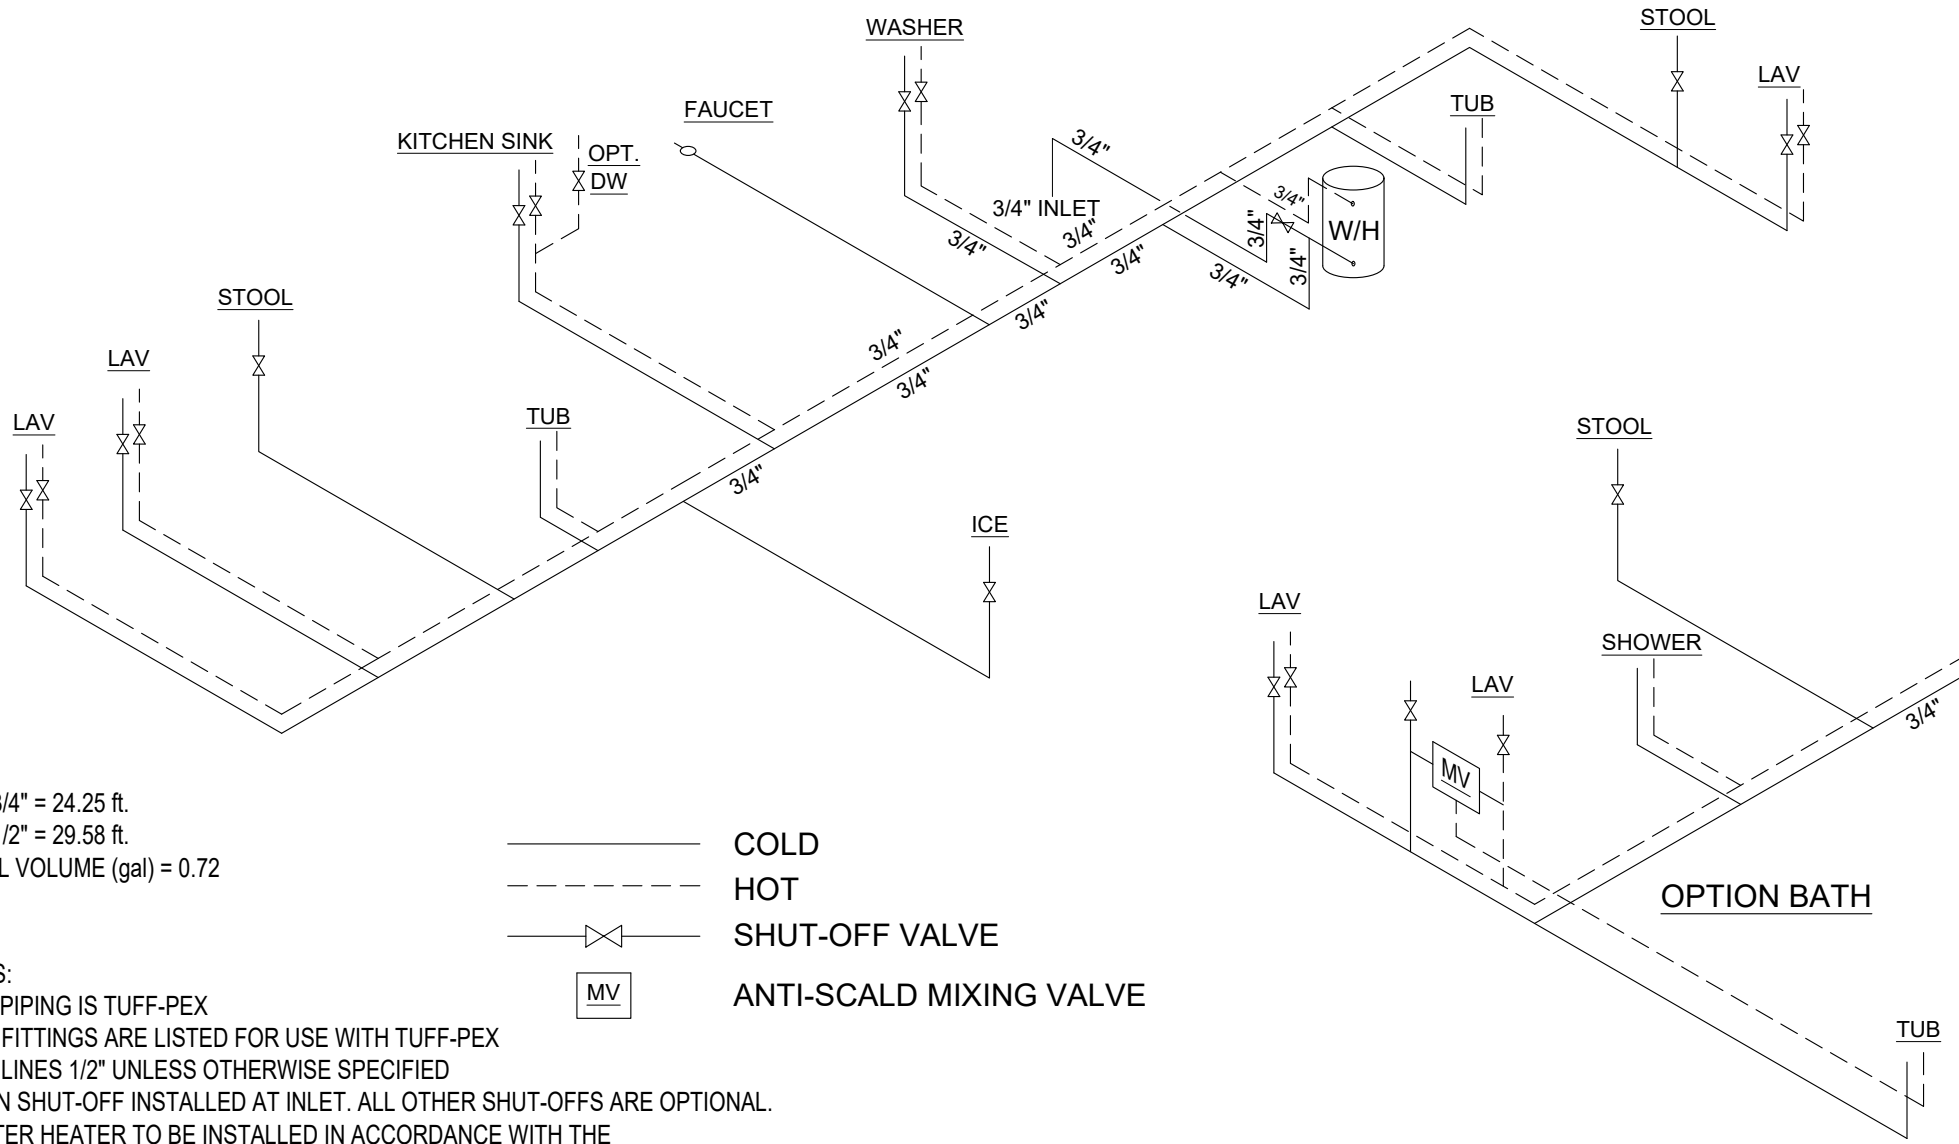 WASHER
STOOL
LAV
TUB
FAUCET
KITCHEN SINK
OPT.
DW
3/4"
3/4" INLET
3/4"
3/4"
3/4"
3/4"
3/4"
W/H
3/4"
3/4"
3/4"
3/4"
3/4"
3/4"
3/4"
STOOL
LAV
LAV
TUB
ICE
STOOL
LAV
SHOWER
LAV
3/4"
MV
OPTION BATH
TUB
3/4" = 24.25 ft.
/2" = 29.58 ft.
L VOLUME (gal) = 0.72
COLD
HOT
SHUT-OFF VALVE
MV
ANTI-SCALD MIXING VALVE
S:
PIPING IS TUFF-PEX
FITTINGS ARE LISTED FOR USE WITH TUFF-PEX
LINES 1/2" UNLESS OTHERWISE SPECIFIED
N SHUT-OFF INSTALLED AT INLET. ALL OTHER SHUT-OFFS ARE OPTIONAL.
TER HEATER TO BE INSTALLED IN ACCORDANCE WITH THE